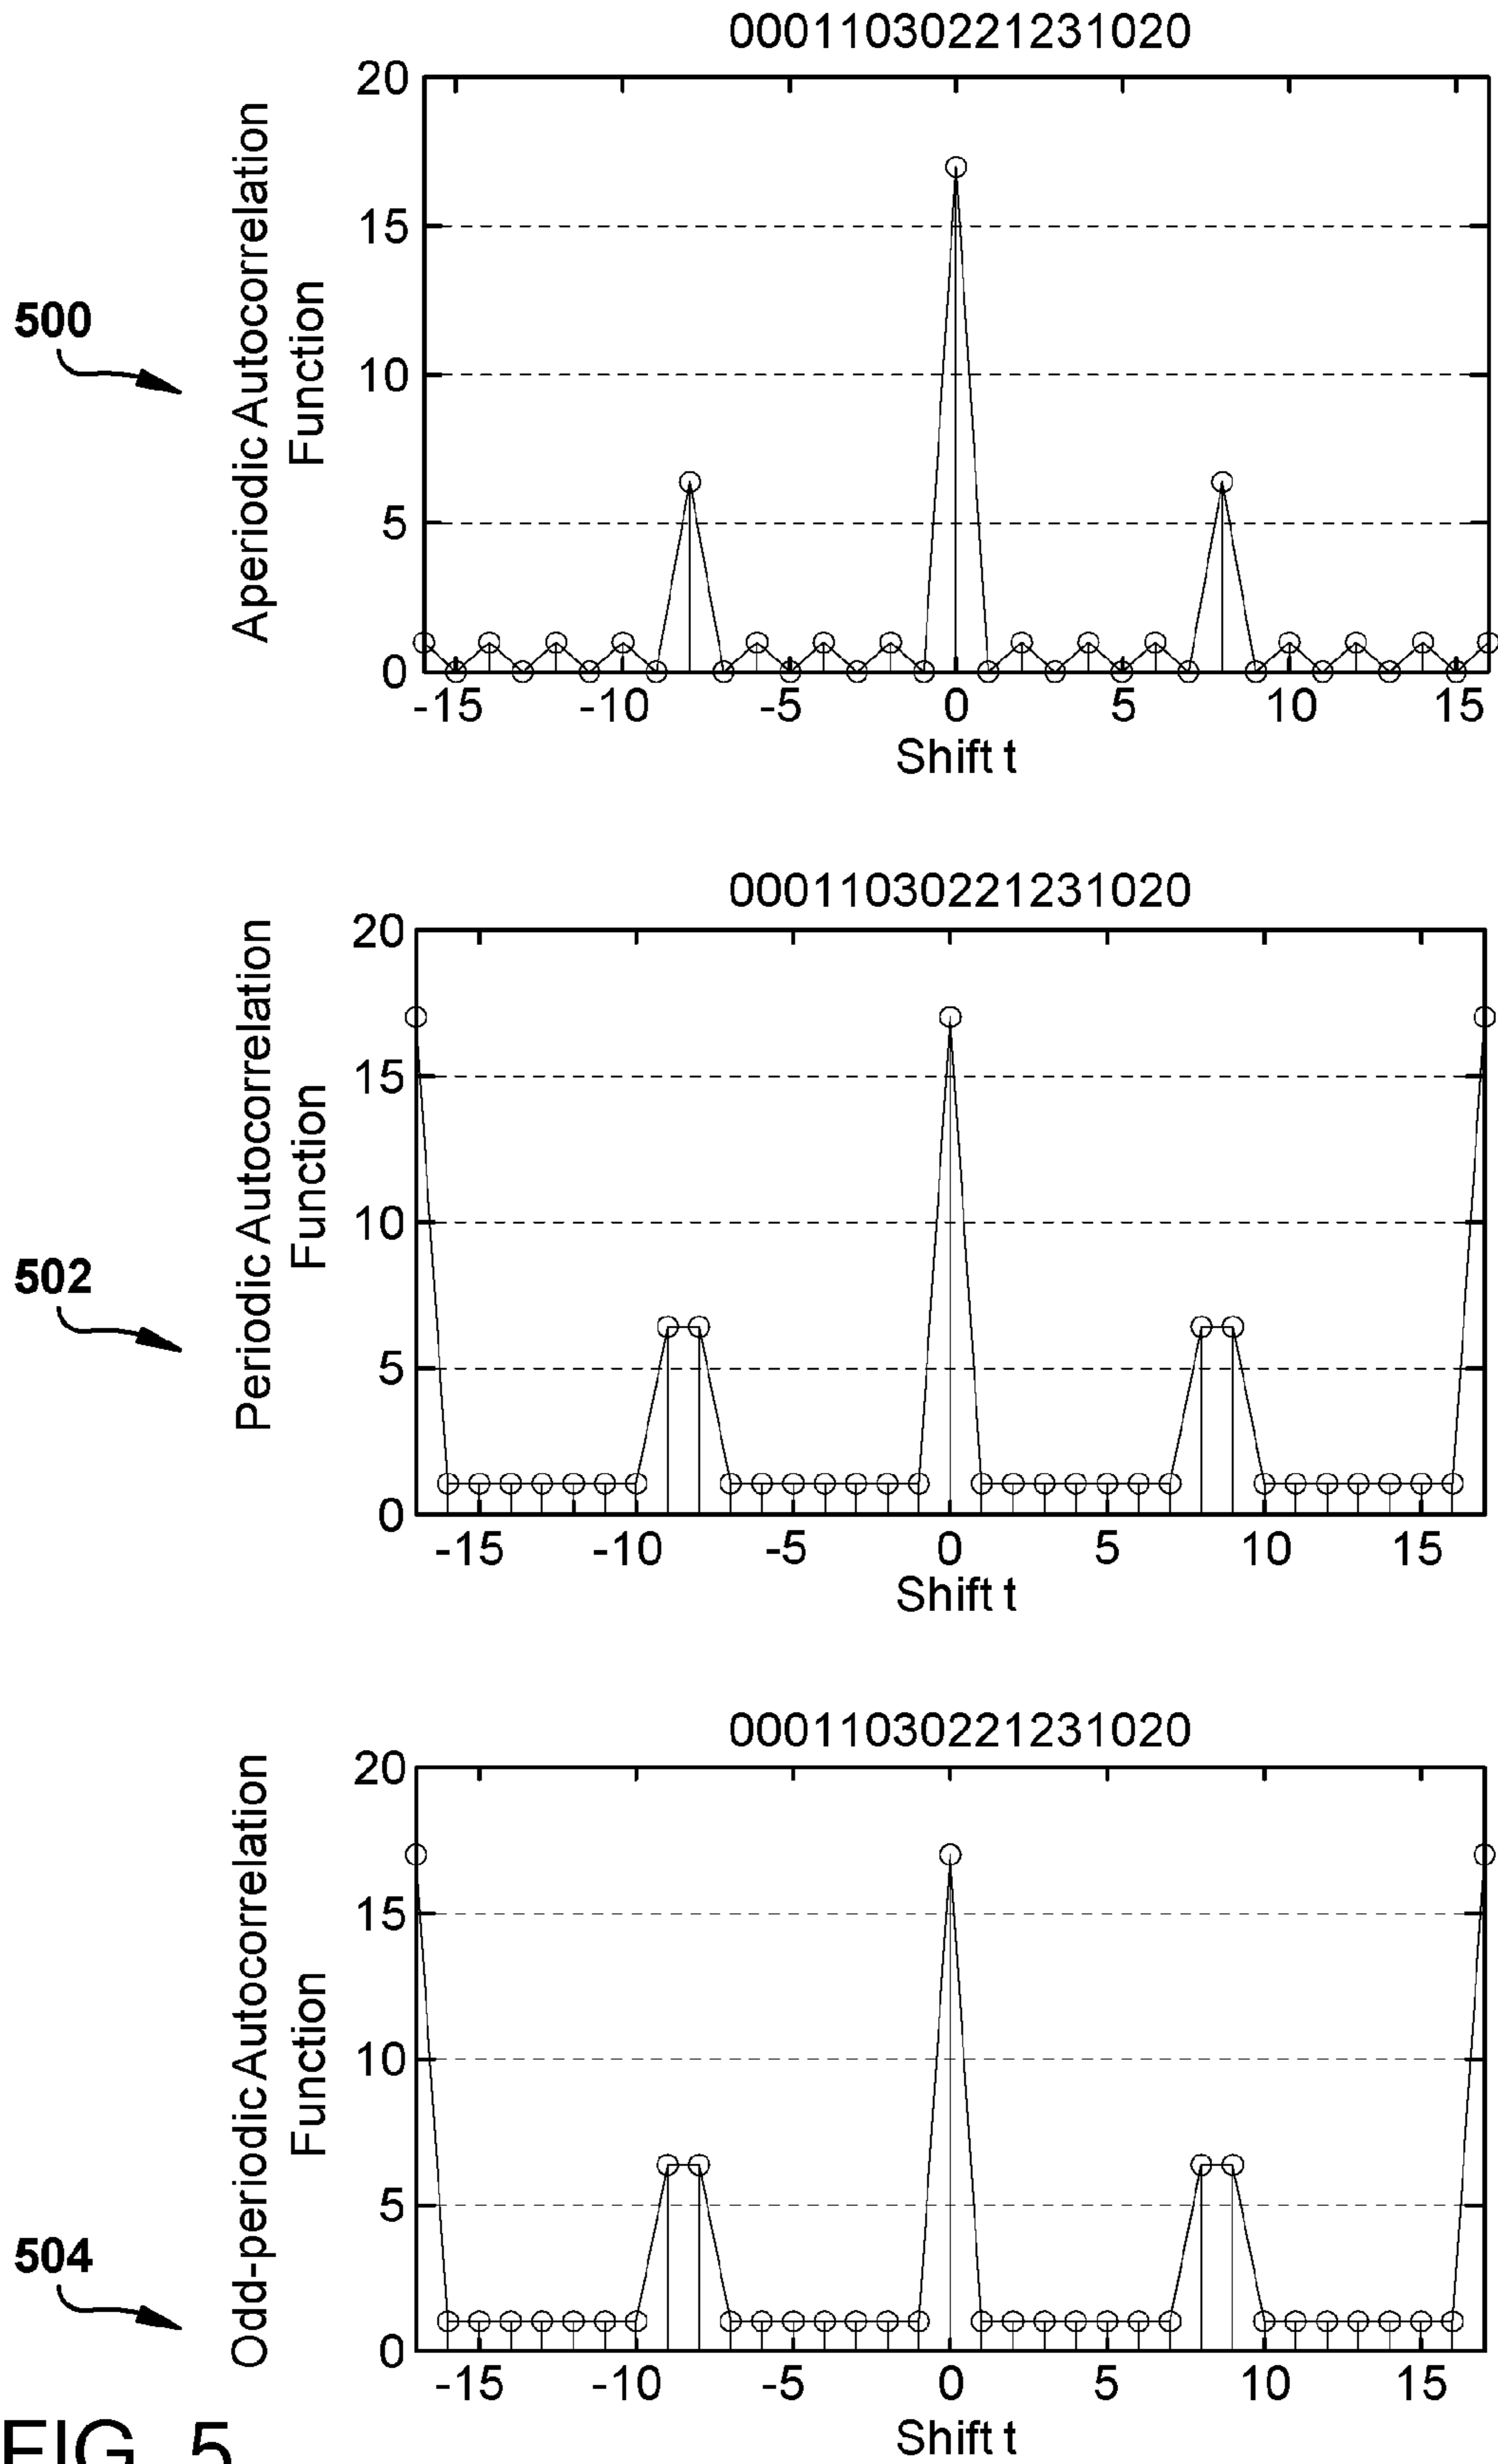 00011030221231020
20
15
10
5
0
Aperiodic Autocorrelation
Function
500
-15 -10 -5 0 5 10 15
Shift t
00011030221231020
20
15
10
5
0
Periodic Autocorrelation
Function
502
-15 -10 -5 0 5 10 15
Shift t
00011030221231020
20
15
10
5
0
Odd-periodic Autocorrelation
Function
504
-15 -10 -5 0 5 10 15
Shift t
FIG. 5